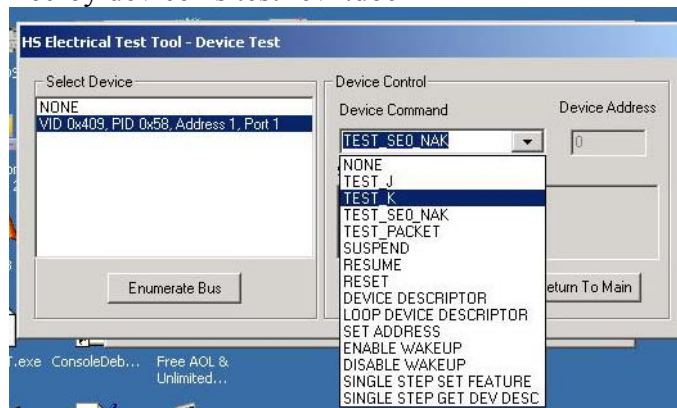 HS Electrical Test Tool - Device Test
Select Device
NONE
VID 0x409, PID 0x58, Address 1, Port 1
Enumerate Bus
Device Control
Device Command
Device Address
TEST_SE0_NAK
0
NONE
TEST_J
TEST_K
TEST_SE0_NAK
TEST_PACKET
SUSPEND
RESUME
RESET
DEVICE DESCRIPTOR
LOOP DEVICE DESCRIPTOR
SET ADDRESS
ENABLE WAKEUP
DISABLE WAKEUP
SINGLE STEP SET FEATURE
SINGLE STEP GET DEV DESC
eturn To Main
T.exe ConsoleDeb... Free AOL &
Unlimited...